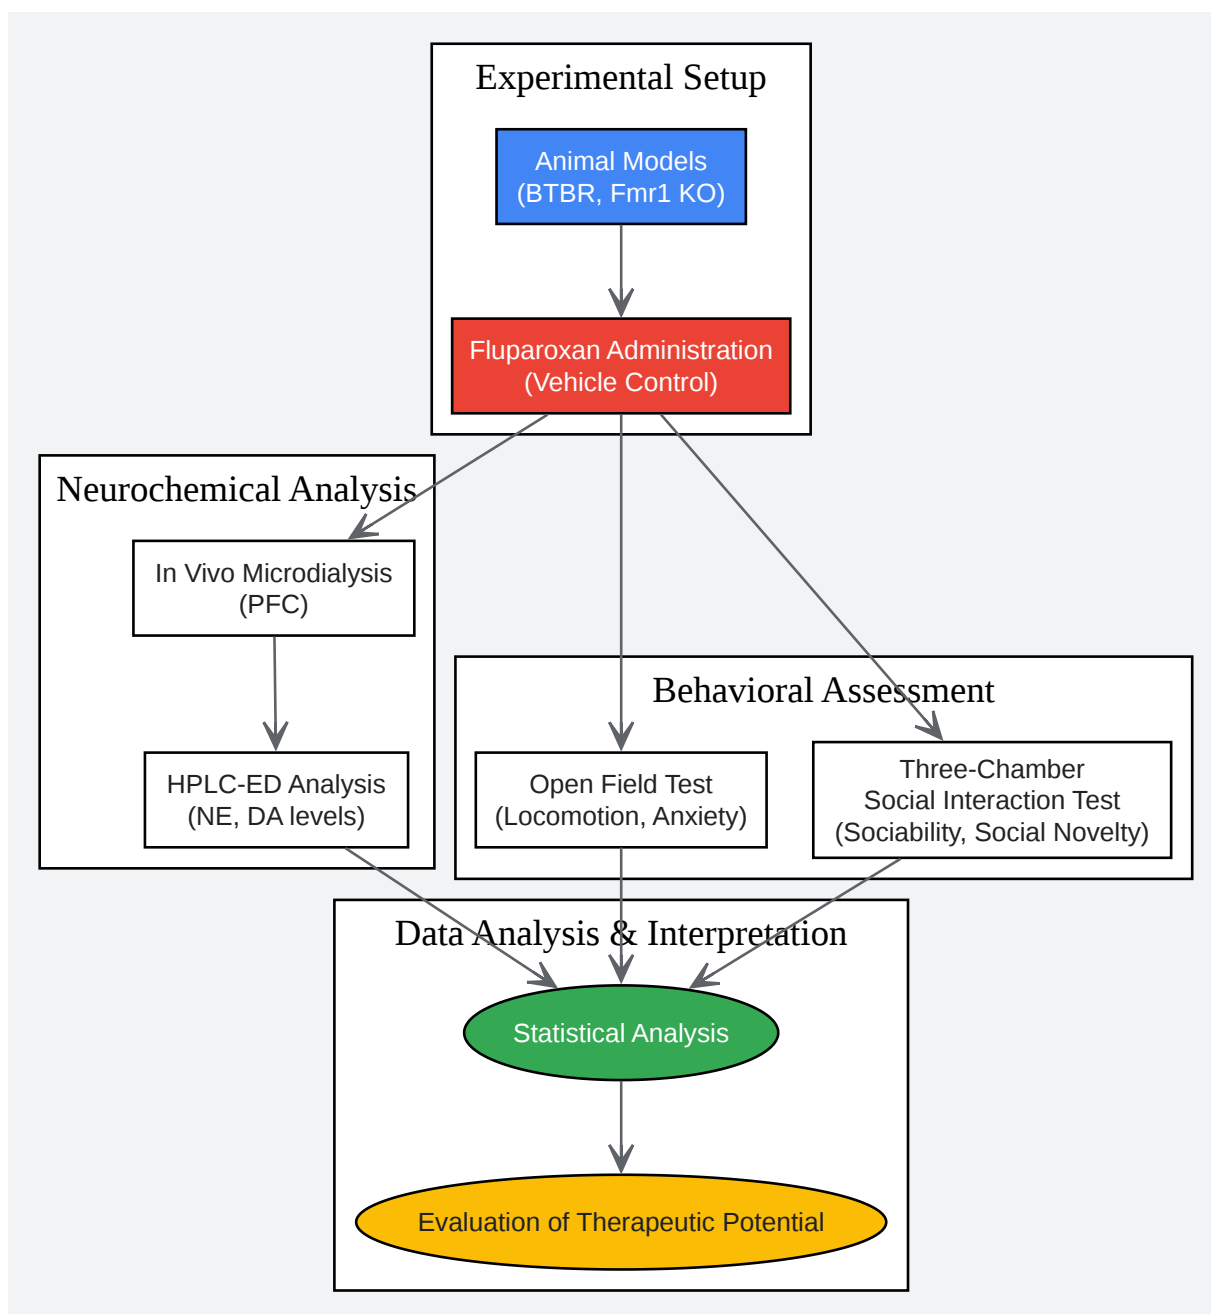 Experimental Setup
Animal Models
(BTBR, Fmr1 KO)
Fluparoxan Administration
(Vehicle Control)
Neurochemical Analysis
In Vivo Microdialysis
(PFC)
HPLC-ED Analysis
(NE, DA levels)
Behavioral Assessment
Open Field Test
(Locomotion, Anxiety)
Three-Chamber
Social Interaction Test
(Sociability, Social Novelty)
Data Analysis & Interpretation
Statistical Analysis
Evaluation of Therapeutic Potential